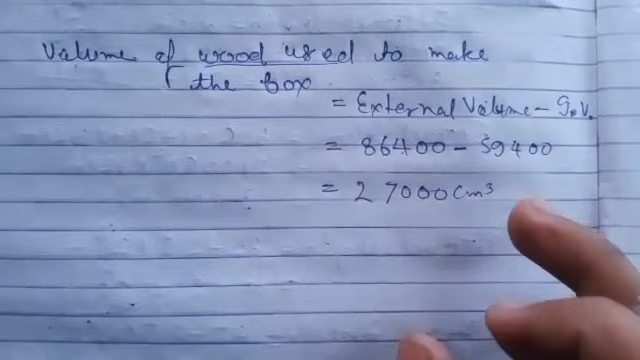 Volume of wood used to make
the box
= External Volume - I.V.
= 86400 - 59400
= 27000 cm³